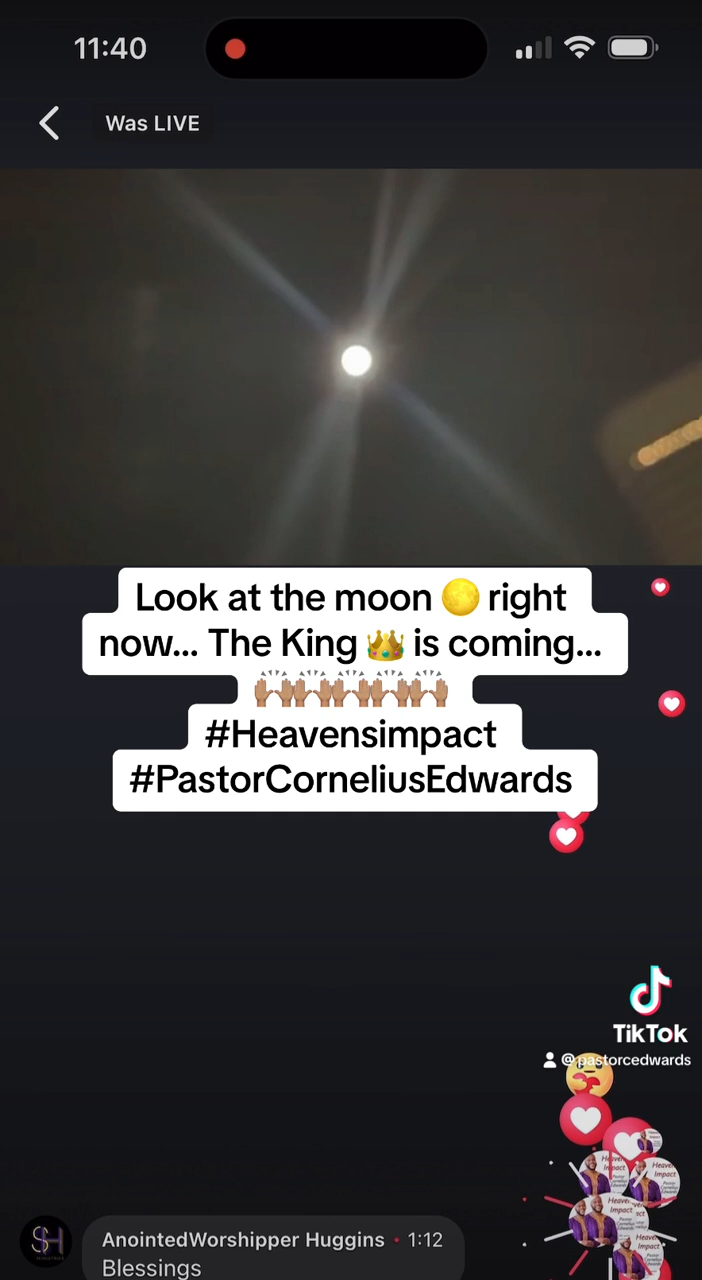 11:40
Was LIVE
Look at the moon 🌕 right
now... The King 👑 is coming...
🙌🏽🙌🏽🙌🏽🙌🏽🙌🏽
#Heavensimpact
#PastorCorneliusEdwards
TikTok
@pastorcedwards
SH
AnointedWorshipper Huggins • 1:12
Blessings